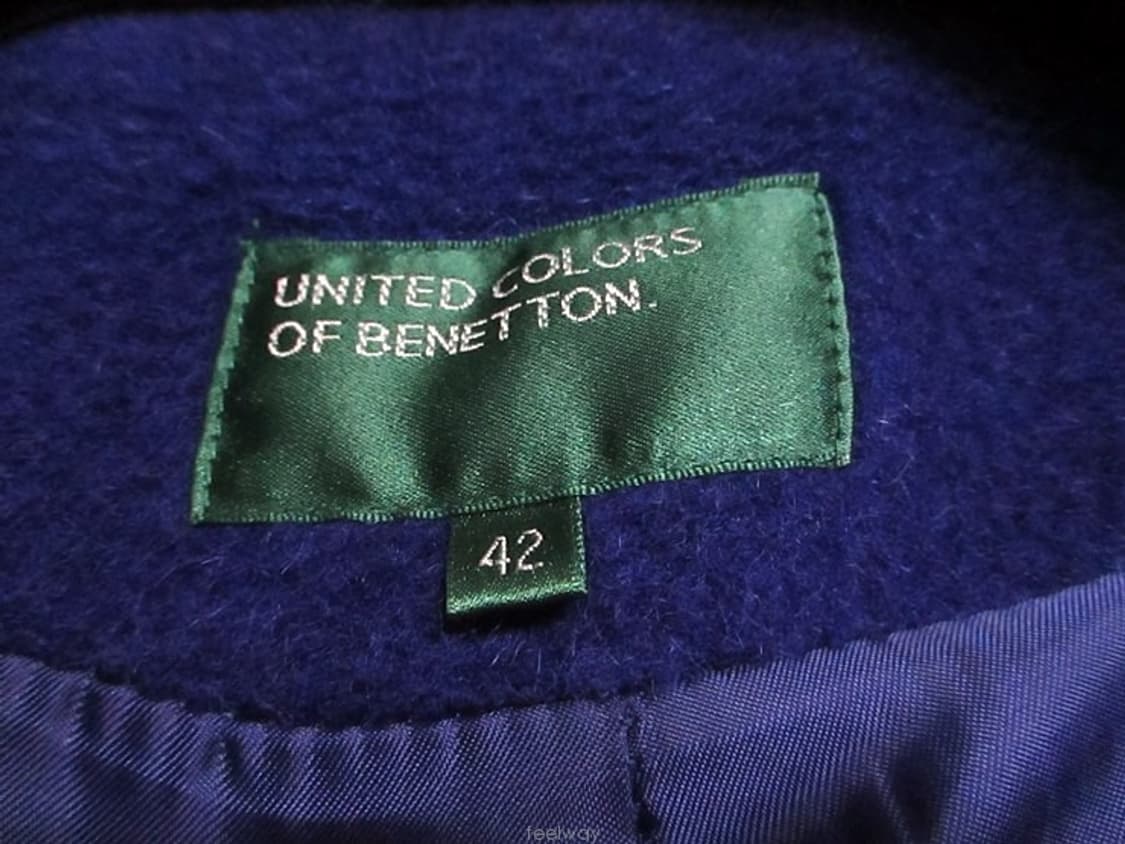 UNITED COLORS
OF BENETTON.
42
feelway